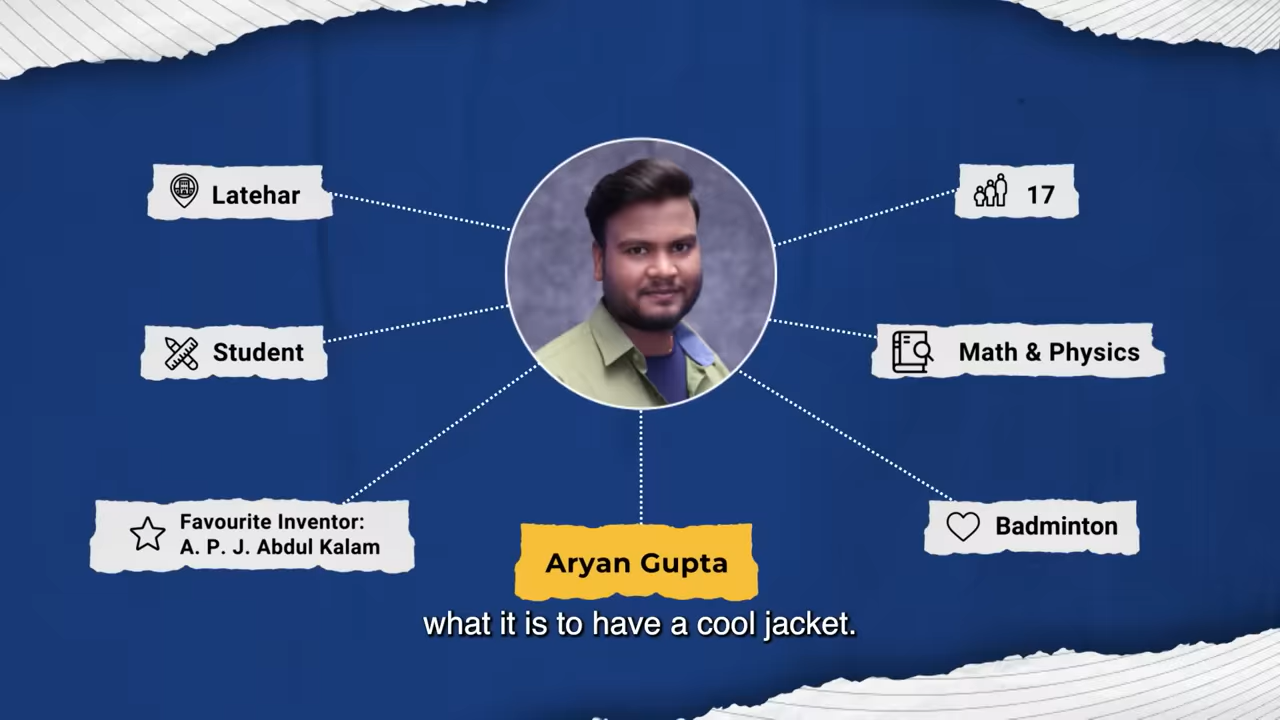 Latehar
17
Student
Math & Physics
Favourite Inventor:
A. P. J. Abdul Kalam
Badminton
Aryan Gupta
what it is to have a cool jacket.